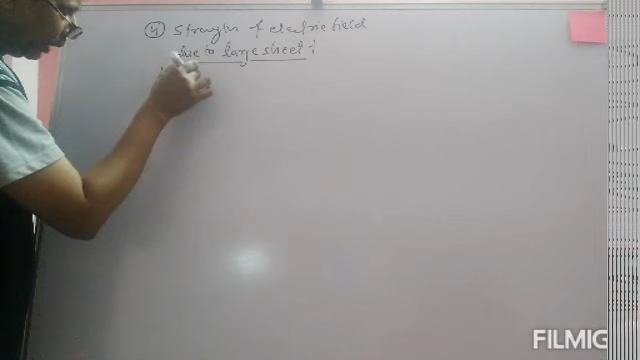 ④ Strength of electric field
due to large sheet :
FILMIG